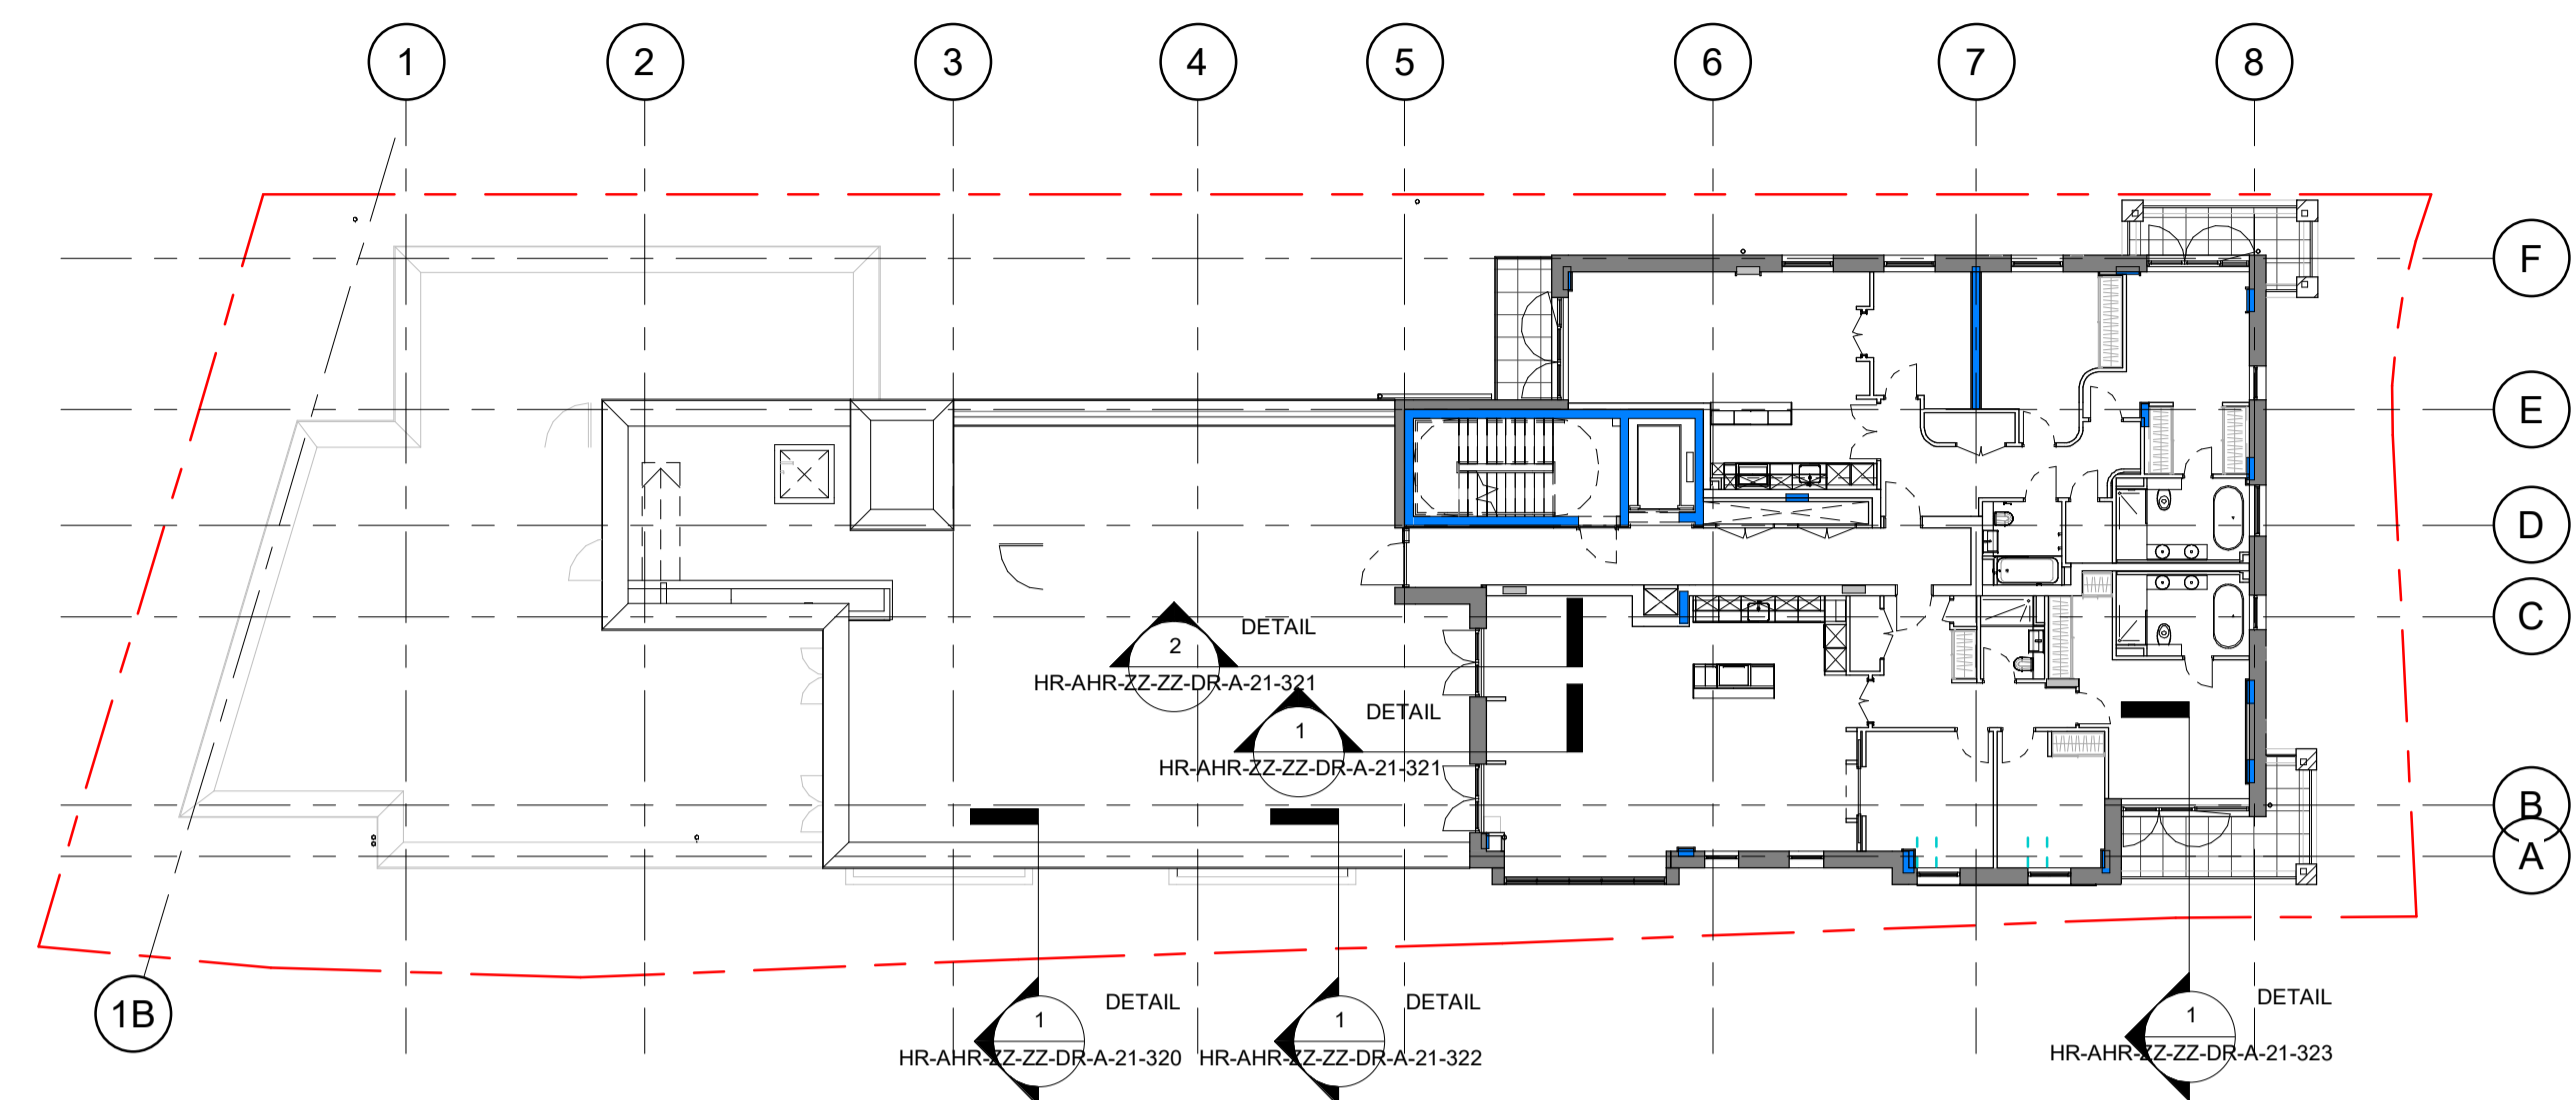 1 2 3 4 5 6 7 8
F
E
D
C
B
A
1B
2 DETAIL
HR-AHR-ZZ-ZZ-DR-A-21-321
1 DETAIL
HR-AHR-ZZ-ZZ-DR-A-21-321
1 DETAIL
HR-AHR-ZZ-ZZ-DR-A-21-320
1 DETAIL
HR-AHR-ZZ-ZZ-DR-A-21-322
1 DETAIL
HR-AHR-ZZ-ZZ-DR-A-21-323